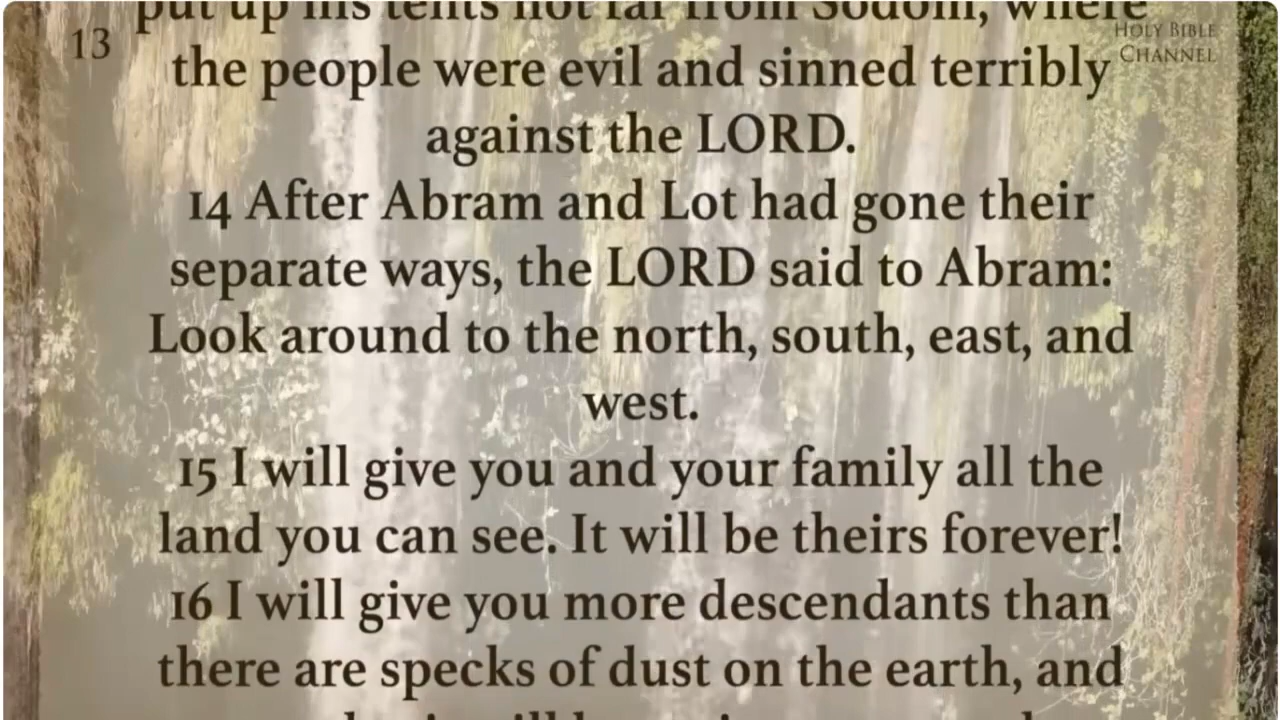 13
HOLY BIBLE
CHANNEL
put up his tents not far from Sodom, where
the people were evil and sinned terribly
against the LORD.
14 After Abram and Lot had gone their
separate ways, the LORD said to Abram:
Look around to the north, south, east, and
west.
15 I will give you and your family all the
land you can see. It will be theirs forever!
16 I will give you more descendants than
there are specks of dust on the earth, and